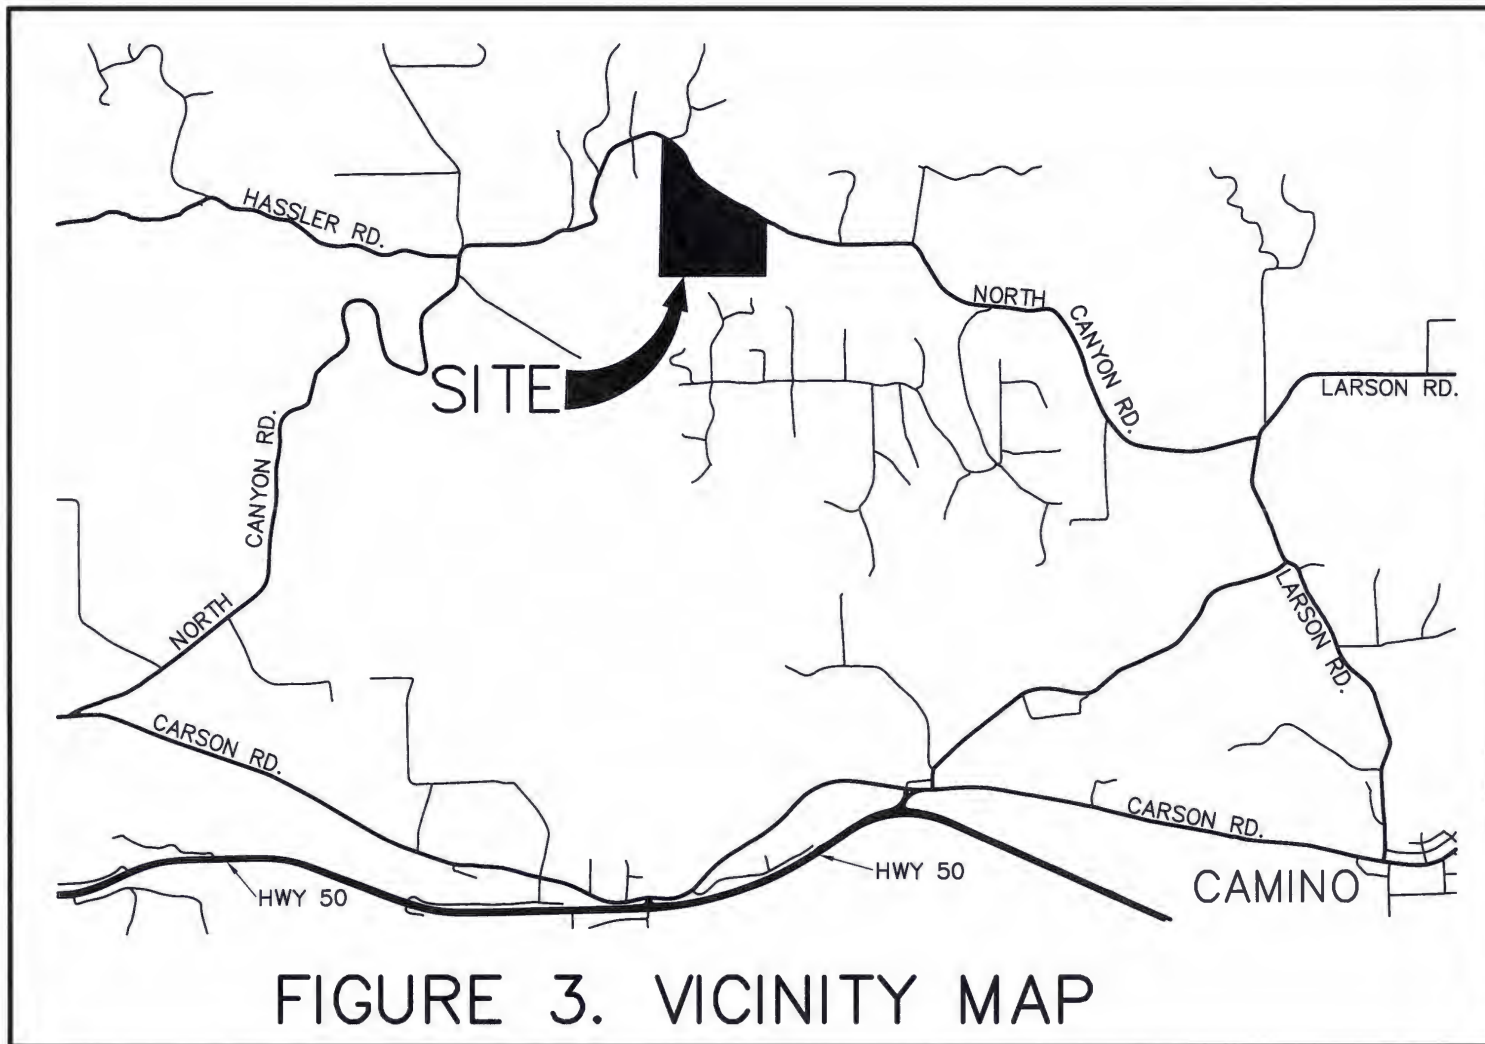 HASSLER RD.
NORTH
CANYON RD.
SITE
LARSON RD.
CANYON RD.
NORTH
LARSON RD.
CARSON RD.
CARSON RD.
HWY 50
HWY 50
CAMINO
FIGURE 3. VICINITY MAP